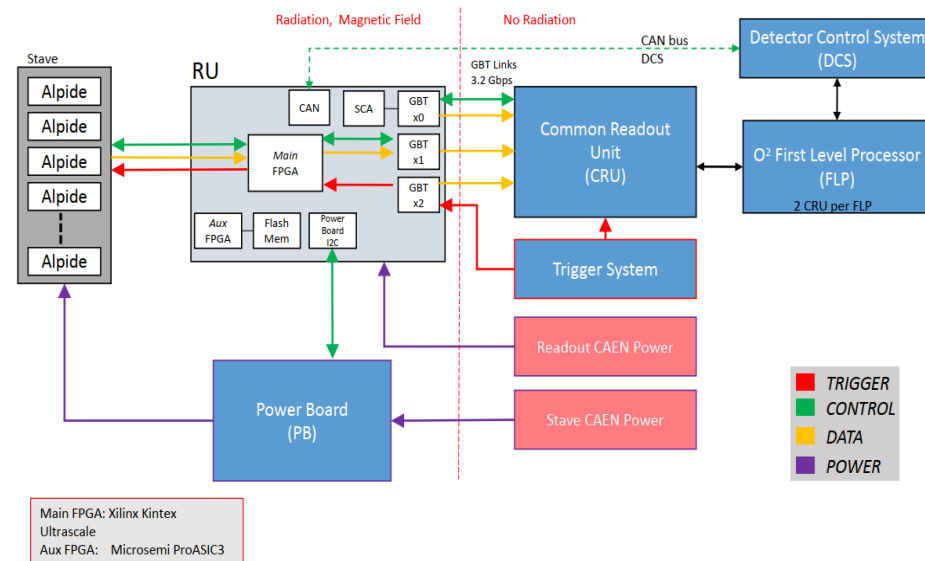 Radiation, Magnetic Field
No Radiation
Stave
Alpide
Alpide
Alpide
Alpide
Alpide
RU
CAN
SCA
GBT
x0
Main
FPGA
GBT
x1
GBT
x2
Aux
FPGA
Flash
Mem
Power
Board
I2C
GBT Links
3.2 Gbps
CAN bus
DCS
Detector Control System
(DCS)
Common Readout
Unit
(CRU)
O² First Level Processor
(FLP)
2 CRU per FLP
Trigger System
Readout CAEN Power
Stave CAEN Power
Power Board
(PB)
TRIGGER
CONTROL
DATA
POWER
Main FPGA: Xilinx Kintex
Ultrascale
Aux FPGA: Microsemi ProASIC3